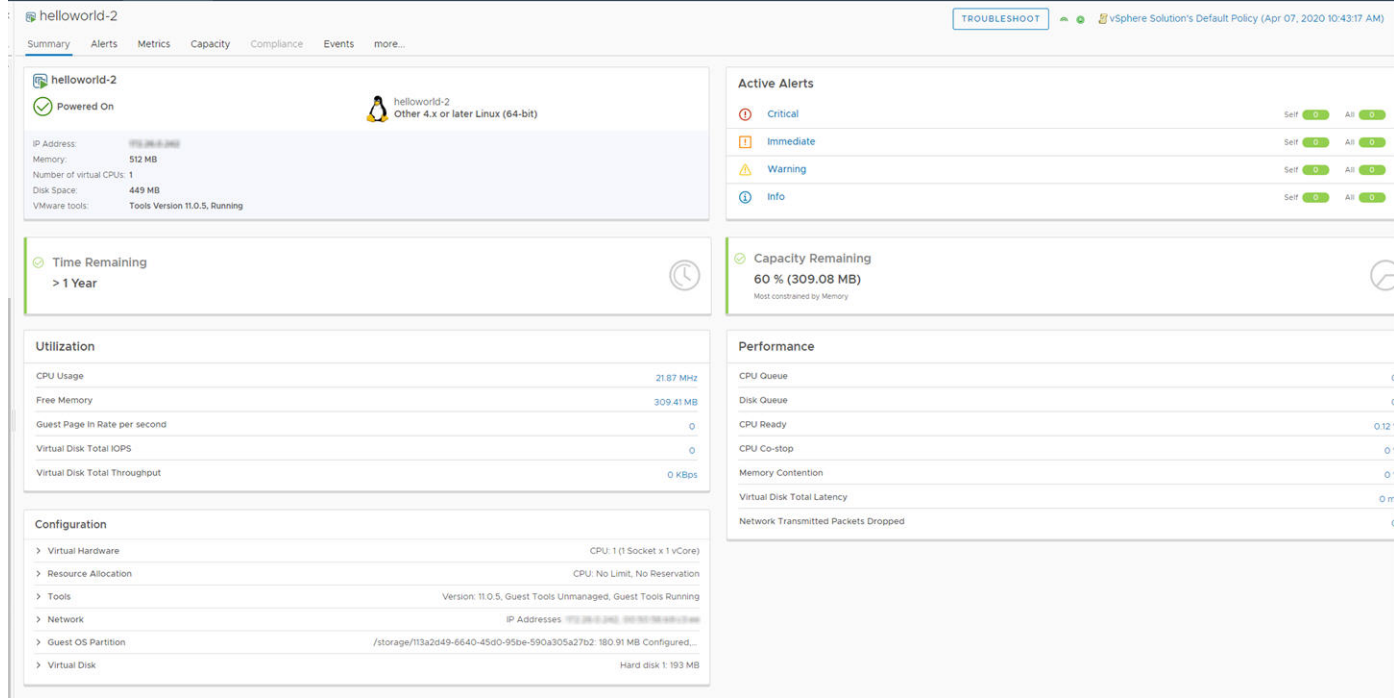 helloworld-2
TROUBLESHOOT
vSphere Solution's Default Policy (Apr 07, 2020 10:43:17 AM)
Summary Alerts Metrics Capacity Compliance Events more...
helloworld-2
Powered On
helloworld-2
Other 4.x or later Linux (64-bit)
IP Address:
Memory: 512 MB
Number of virtual CPUs: 1
Disk Space: 449 MB
VMware tools: Tools Version 11.0.5, Running
Active Alerts
Critical Self 0 All 0
Immediate Self 0 All 0
Warning Self 0 All 0
Info Self 0 All 0
Time Remaining
> 1 Year
Capacity Remaining
60 % (309.08 MB)
Most constrained by Memory
Utilization
CPU Usage 21.87 MHz
Free Memory 309.41 MB
Guest Page In Rate per second 0
Virtual Disk Total IOPS 0
Virtual Disk Total Throughput 0 KBps
Performance
CPU Queue
Disk Queue
CPU Ready 0.12
CPU Co-stop 0
Memory Contention 0
Virtual Disk Total Latency 0 m
Network Transmitted Packets Dropped
Configuration
> Virtual Hardware CPU: 1 (1 Socket x 1 vCore)
> Resource Allocation CPU: No Limit, No Reservation
> Tools Version: 11.0.5, Guest Tools Unmanaged, Guest Tools Running
> Network IP Addresses
> Guest OS Partition /storage/113a2d49-6640-45d0-95be-590a305a27b2: 180.91 MB Configured,...
> Virtual Disk Hard disk 1: 193 MB